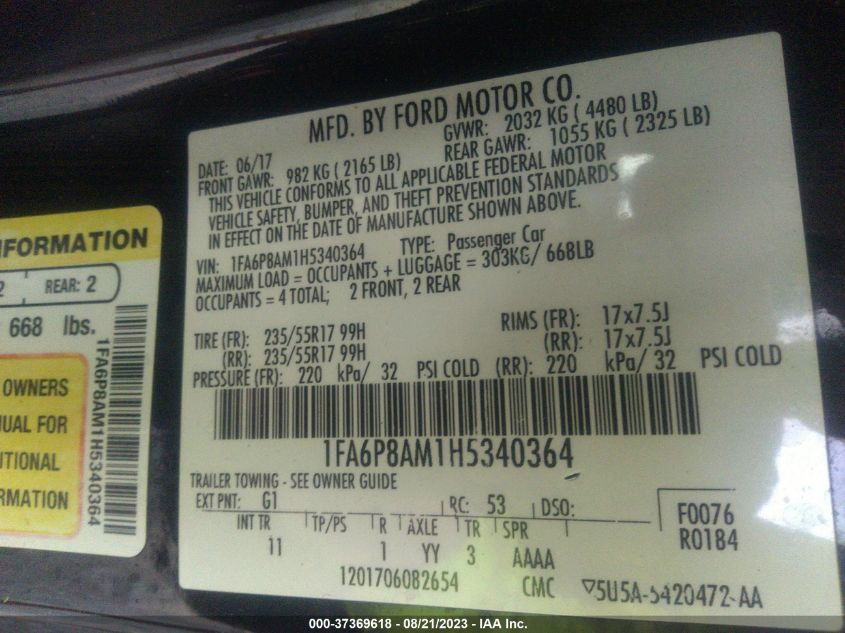 MFD. BY FORD MOTOR CO.
DATE: 06/17 GVWR: 2032 KG ( 4480 LB)
FRONT GAWR: 982 KG ( 2165 LB) REAR GAWR: 1055 KG ( 2325 LB)
THIS VEHICLE CONFORMS TO ALL APPLICABLE FEDERAL MOTOR
VEHICLE SAFETY, BUMPER, AND THEFT PREVENTION STANDARDS
IN EFFECT ON THE DATE OF MANUFACTURE SHOWN ABOVE.
VIN: 1FA6P8AM1H5340364 TYPE: Passenger Car
MAXIMUM LOAD = OCCUPANTS + LUGGAGE = 303KG/ 668LB
OCCUPANTS = 4 TOTAL; 2 FRONT, 2 REAR
TIRE (FR): 235/55R17 99H RIMS (FR): 17x7.5J
(RR): 235/55R17 99H (RR): 17x7.5J
PRESSURE (FR): 220 kPa/ 32 PSI COLD (RR): 220 kPa/ 32 PSI COLD
1FA6P8AM1H5340364
TRAILER TOWING - SEE OWNER GUIDE
EXT PNT: G1 RC: 53 DSO:
INT TR TP/PS R AXLE TR SPR
11 1 YY 3 AAAA
F0076
R0184
1201706082654 CMC 5U5A-5420472-AA
INFORMATION
2 REAR: 2
668 lbs.
OWNERS
UAL FOR
ITIONAL
RMATION
1FA6P8AM1H5340364
000-37369618 - 08/21/2023 - IAA Inc.